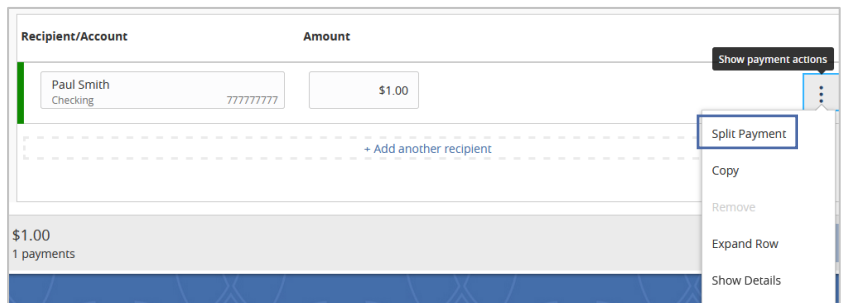 Recipient/Account Amount
Show payment actions
Paul Smith
Checking 777777777
$1.00
Split Payment
+ Add another recipient
Copy
Remove
$1.00
1 payments
Expand Row
Show Details